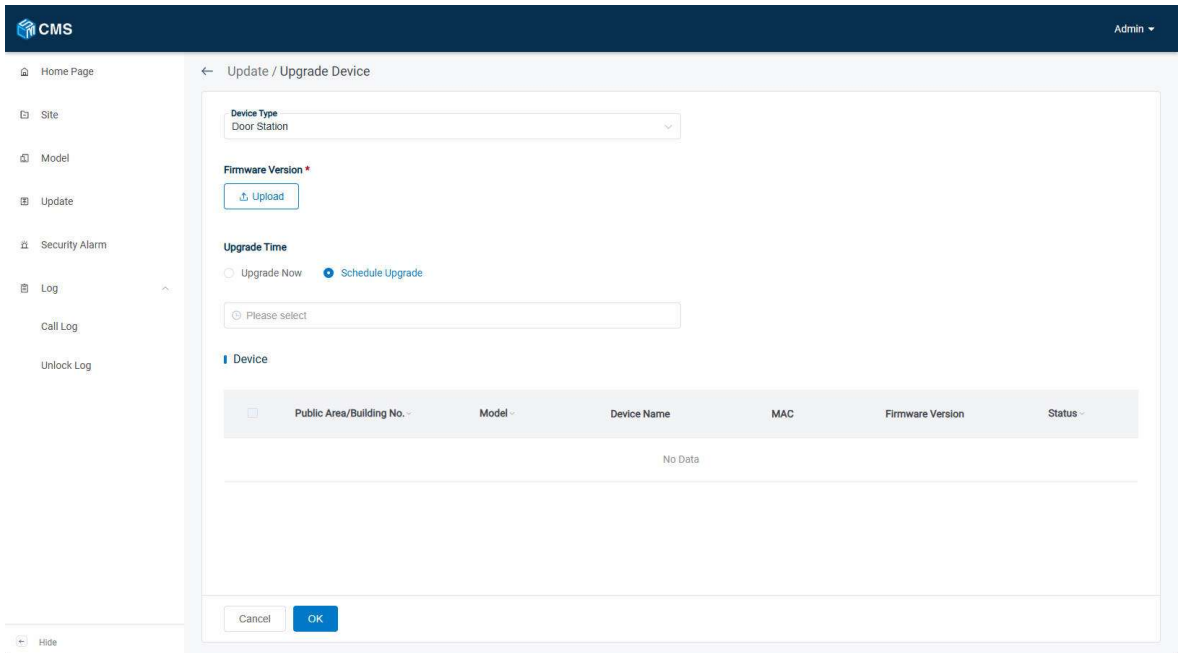 CMS
Admin
Home Page
Site
Model
Update
Security Alarm
Log
Call Log
Unlock Log
Hide
Update / Upgrade Device
Device Type
Door Station
Firmware Version *
Upload
Upgrade Time
Upgrade Now Schedule Upgrade
Please select
Device
Public Area/Building No. Model Device Name MAC Firmware Version Status
No Data
Cancel OK